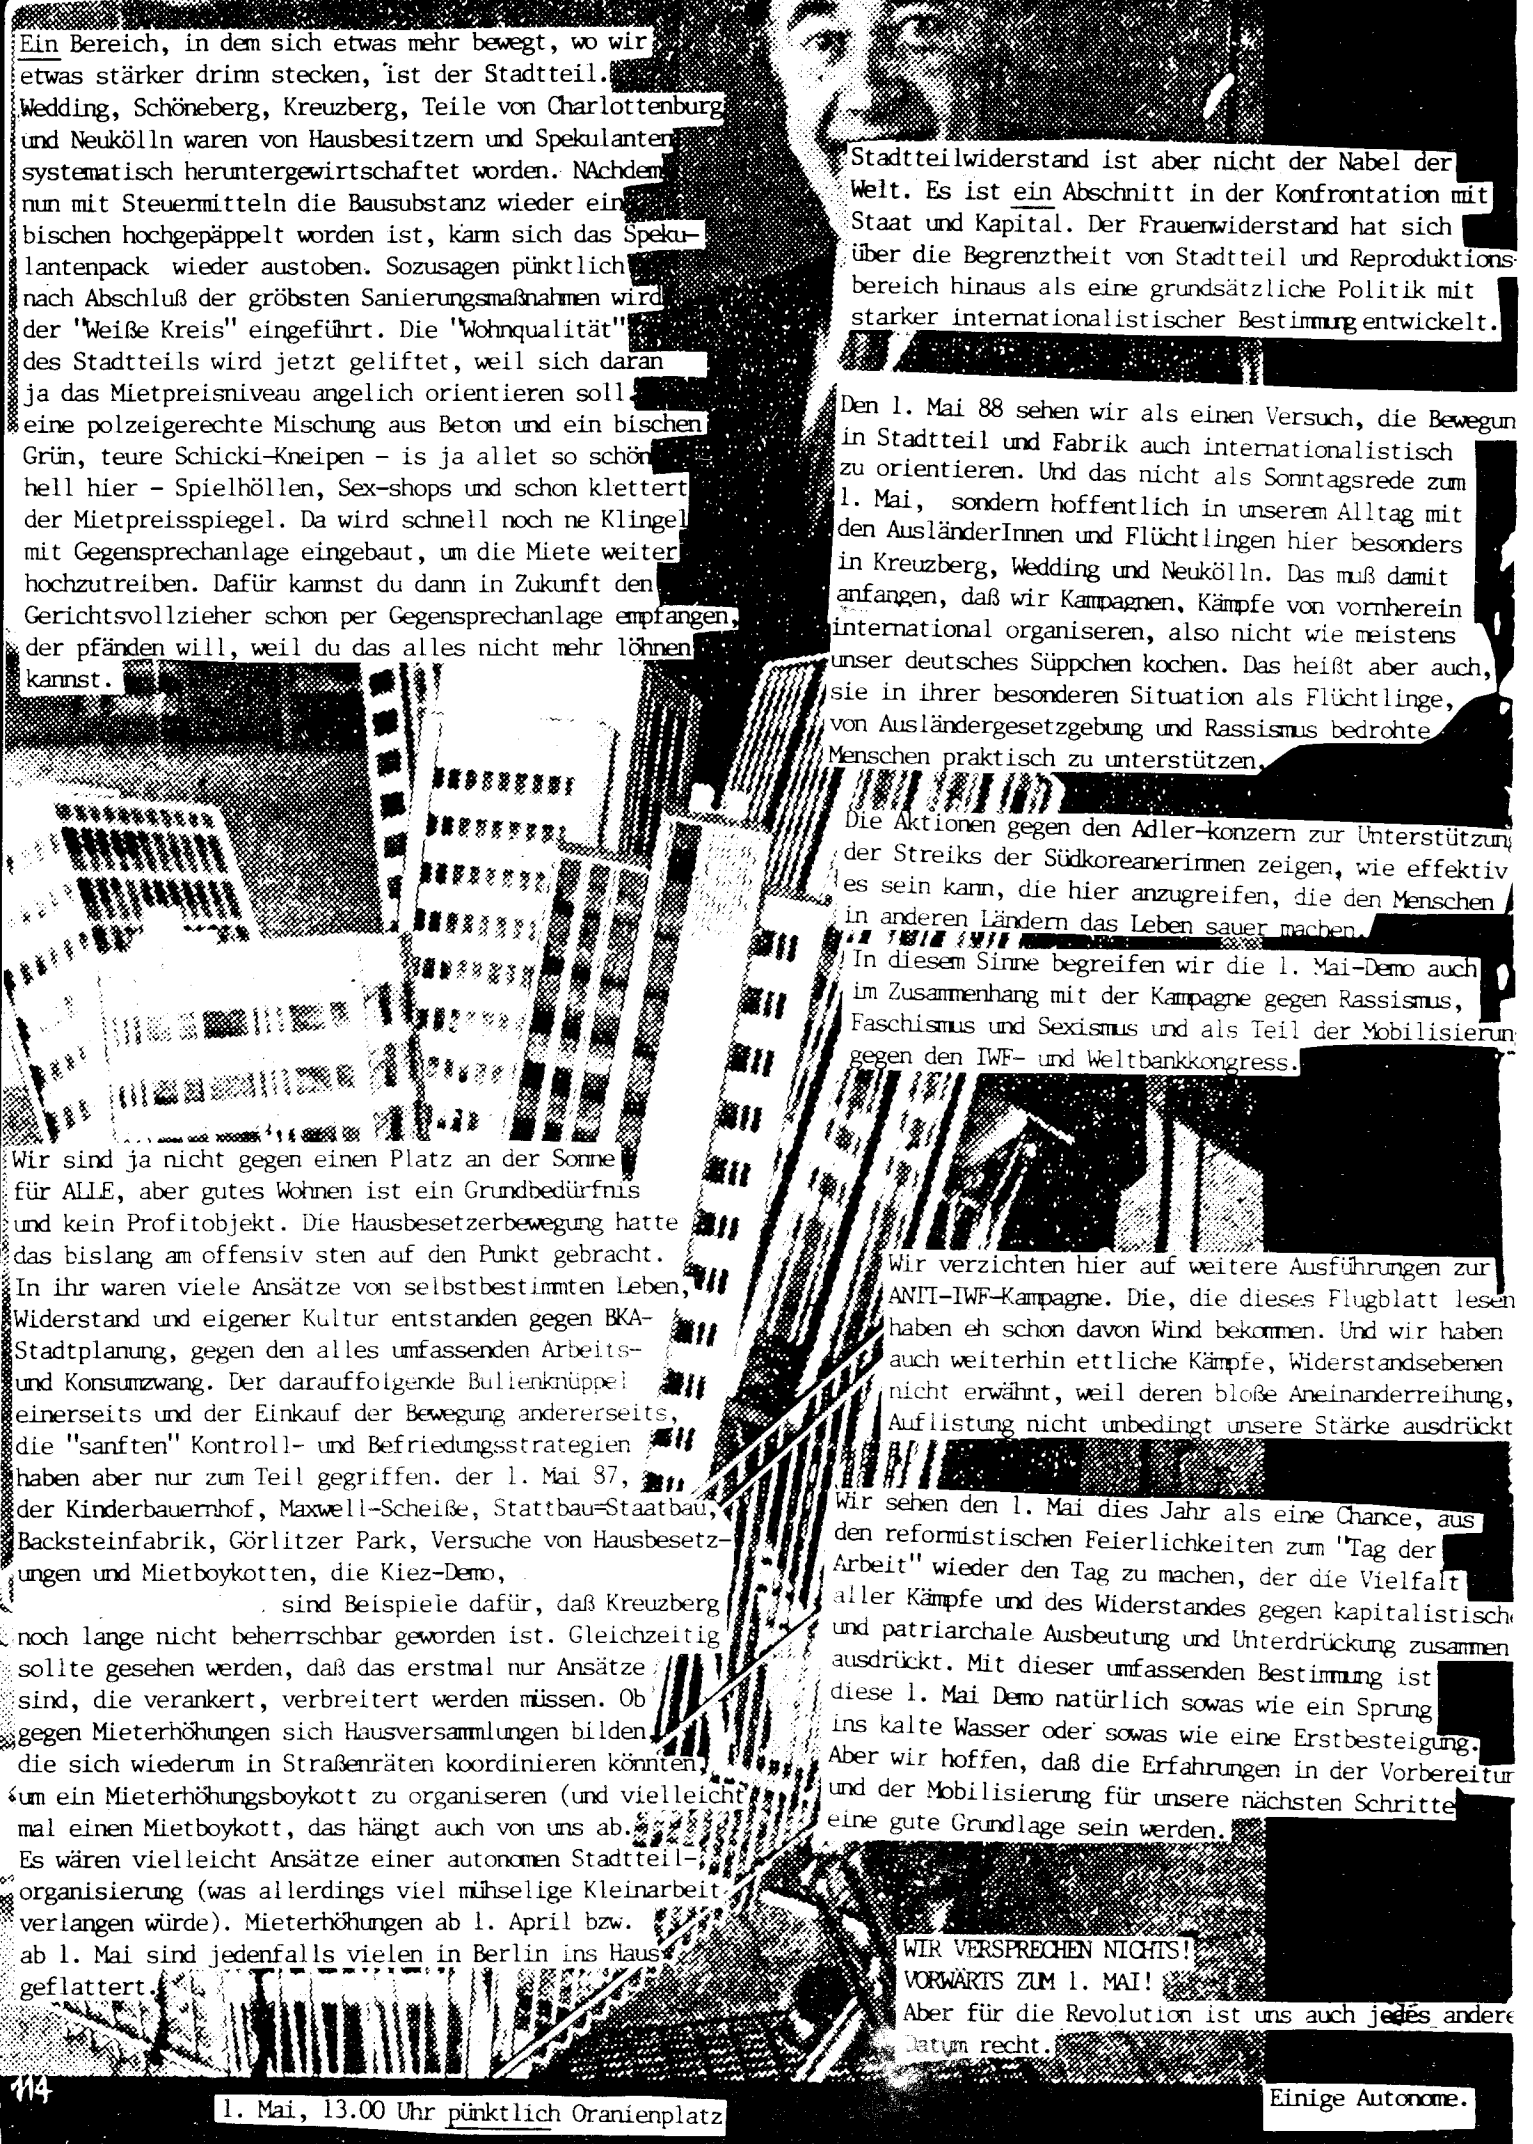 Ein Bereich, in dem sich etwas mehr bewegt, wo wir
etwas stärker drinn stecken, ist der Stadtteil.
Wedding, Schöneberg, Kreuzberg, Teile von Charlottenburg
und Neukölln waren von Hausbesitzern und Spekulanten
systematisch heruntergewirtschaftet worden. NAchdem
nun mit Steuermitteln die Bausubstanz wieder ein
bischen hochgepäppelt worden ist, kann sich das Speku-
lantenpack wieder austoben. Sozusagen pünktlich
nach Abschluß der gröbsten Sanierungsmaßnahmen wird
der "Weiße Kreis" eingeführt. Die "Wohnqualität"
des Stadtteils wird jetzt geliftet, weil sich daran
ja das Mietpreisniveau angelich orientieren soll.
eine polzeigerechte Mischung aus Beton und ein bischen
Grün, teure Schicki-Kneipen - is ja allet so schön
hell hier - Spielhöllen, Sex-shops und schon klettert
der Mietpreisspiegel. Da wird schnell noch ne Klingel
mit Gegensprechanlage eingebaut, um die Miete weiter
hochzutreiben. Dafür kannst du dann in Zukunft den
Gerichtsvollzieher schon per Gegensprechanlage empfangen,
der pfänden will, weil du das alles nicht mehr löhnen
kannst.
Wir sind ja nicht gegen einen Platz an der Sonne
für ALLE, aber gutes Wohnen ist ein Grundbedürfnis
und kein Profitobjekt. Die Hausbesetzerbewegung hatte
das bislang am offensiv sten auf den Punkt gebracht.
In ihr waren viele Ansätze von selbstbestimmten Leben,
Widerstand und eigener Kultur entstanden gegen BKA-
Stadtplanung, gegen den alles umfassenden Arbeits-
und Konsumzwang. Der darauffolgende Bullenknüppel
einerseits und der Einkauf der Bewegung andererseits,
die "sanften" Kontroll- und Befriedungsstrategien
haben aber nur zum Teil gegriffen. der 1. Mai 87,
der Kinderbauernhof, Maxwell-Scheiße, Stattbau=Staatbau,
Backsteinfabrik, Görlitzer Park, Versuche von Hausbesetz-
ungen und Mietboykotten, die Kiez-Demo,
sind Beispiele dafür, daß Kreuzberg
noch lange nicht beherrschbar geworden ist. Gleichzeitig
sollte gesehen werden, daß das erstmal nur Ansätze
sind, die verankert, verbreitert werden müssen. Ob
gegen Mieterhöhungen sich Hausversammlungen bilden
die sich wiederum in Straßenräten koordinieren könnten,
um ein Mieterhöhungsboykott zu organiseren (und vielleicht
mal einen Mietboykott, das hängt auch von uns ab.
Es wären vielleicht Ansätze einer autonomen Stadtteil-
organisierung (was allerdings viel mühselige Kleinarbeit
verlangen würde). Mieterhöhungen ab 1. April bzw.
ab 1. Mai sind jedenfalls vielen in Berlin ins Haus
geflattert.
Stadtteilwiderstand ist aber nicht der Nabel der
Welt. Es ist ein Abschnitt in der Konfrontation mit
Staat und Kapital. Der Frauenwiderstand hat sich
über die Begrenztheit von Stadtteil und Reproduktions-
bereich hinaus als eine grundsätzliche Politik mit
starker internationalistischer Bestimmung entwickelt.
Den 1. Mai 88 sehen wir als einen Versuch, die Bewegun
in Stadtteil und Fabrik auch internationalistisch
zu orientieren. Und das nicht als Sonntagsrede zum
1. Mai, sondern hoffentlich in unserem Alltag mit
den AusländerInnen und Flüchtlingen hier besonders
in Kreuzberg, Wedding und Neukölln. Das muß damit
anfangen, daß wir Kampagnen, Kämpfe von vornherein
international organiseren, also nicht wie meistens
unser deutsches Süppchen kochen. Das heißt aber auch,
sie in ihrer besonderen Situation als Flüchtlinge,
von Ausländergesetzgebung und Rassismus bedrohte
Menschen praktisch zu unterstützen.
Die Aktionen gegen den Adler-konzern zur Unterstützung
der Streiks der Südkoreanerinnen zeigen, wie effektiv
es sein kann, die hier anzugreifen, die den Menschen
in anderen Ländern das Leben sauer machen.
In diesem Sinne begreifen wir die 1. Mai-Demo auch
im Zusammenhang mit der Kampagne gegen Rassismus,
Faschismus und Sexismus und als Teil der Mobilisierun
gegen den IWF- und Weltbankkongress.
Wir verzichten hier auf weitere Ausführungen zur
ANIT-IWF-Kampagne. Die, die dieses Flugblatt lesen
haben eh schon davon Wind bekommen. Und wir haben
auch weiterhin ettliche Kämpfe, Widerstandsebenen
nicht erwähnt, weil deren bloße Aneinanderreihung,
Auflistung nicht unbedingt unsere Stärke ausdrückt
Wir sehen den 1. Mai dies Jahr als eine Chance, aus
den reformistischen Feierlichkeiten zum "Tag der
Arbeit" wieder den Tag zu machen, der die Vielfalt
aller Kämpfe und des Widerstandes gegen kapitalistische
und patriarchale Ausbeutung und Unterdrückung zusammen
ausdrückt. Mit dieser umfassenden Bestimmung ist
diese 1. Mai Demo natürlich sowas wie ein Sprung
ins kalte Wasser oder sowas wie eine Erstbesteigung.
Aber wir hoffen, daß die Erfahrungen in der Vorbereitun
und der Mobilisierung für unsere nächsten Schritte
eine gute Grundlage sein werden.
WIR VERSPRECHEN NICHTS!
VORWÄRTS ZUM 1. MAI!
Aber für die Revolution ist uns auch jedes andere
Datum recht.
114
1. Mai, 13.00 Uhr pünktlich Oranienplatz
Einige Autonome.